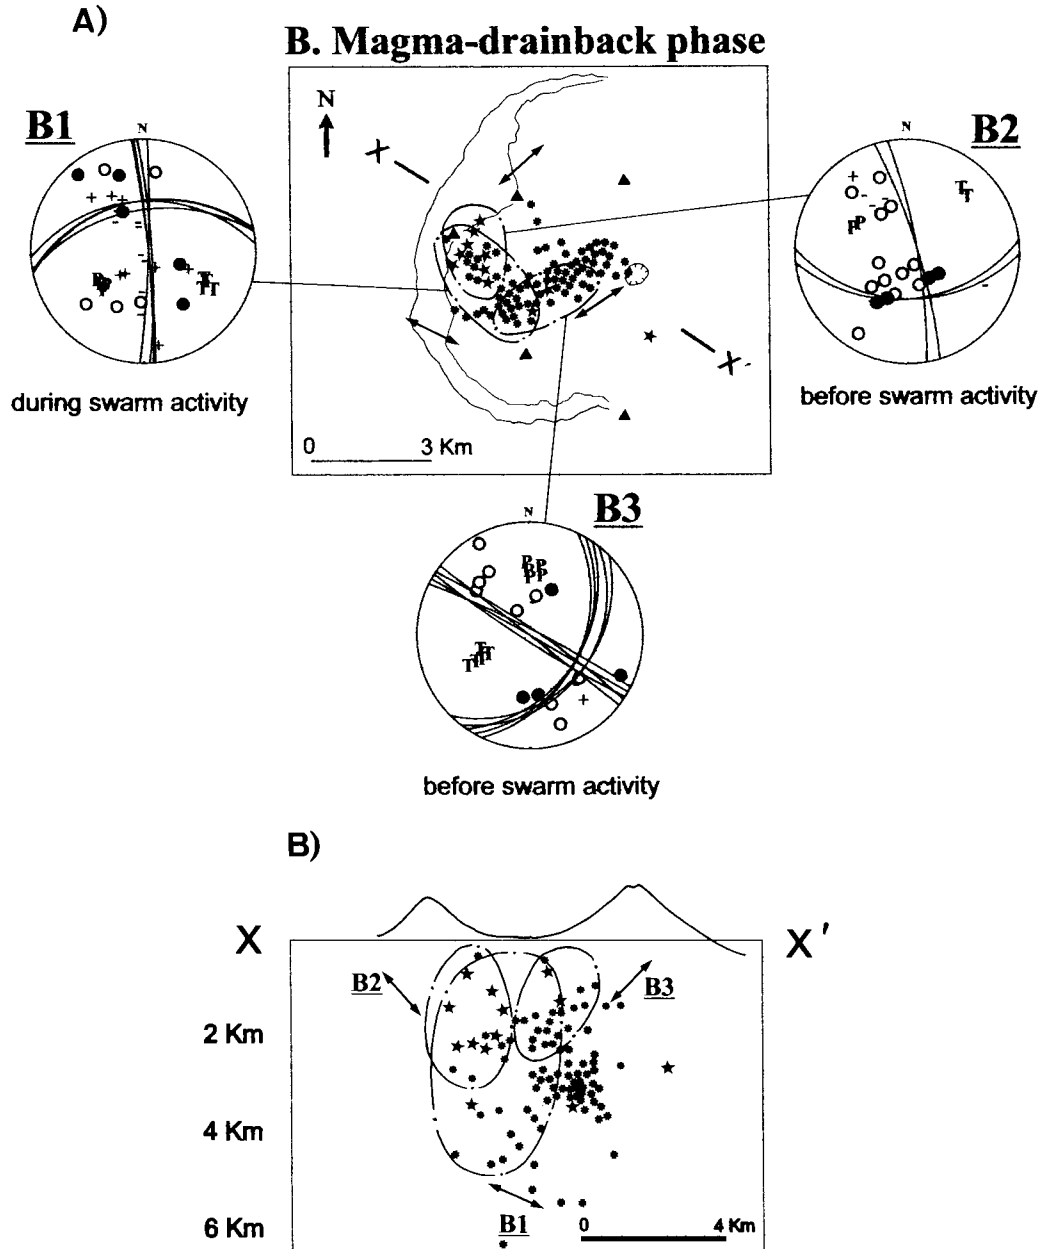 A)
B. Magma-drainback phase
B1
N
during swarm activity
N
X
X'
0 3 Km
B2
N
before swarm activity
B3
N
before swarm activity
P P P P P
T T T T
B)
X
X'
B2
B3
2 Km
4 Km
6 Km
B1
0 4 Km